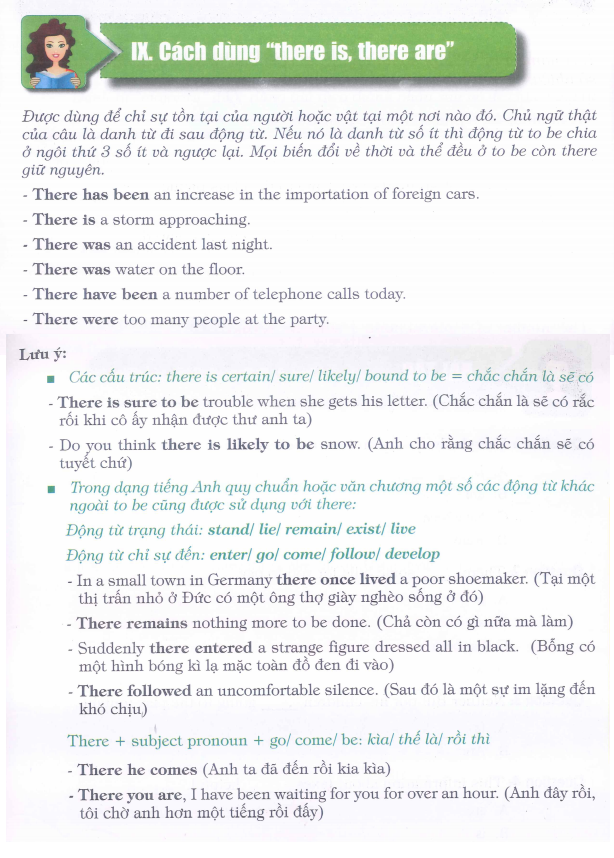 IX. Cách dùng "there is, there are"
Được dùng để chỉ sự tồn tại của người hoặc vật tại một nơi nào đó. Chủ ngữ thật
của câu là danh từ đi sau động từ. Nếu nó là danh từ số ít thì động từ to be chia
ở ngôi thứ 3 số ít và ngược lại. Mọi biến đổi về thời và thể đều ở to be còn there
giữ nguyên.
- There has been an increase in the importation of foreign cars.
- There is a storm approaching.
- There was an accident last night.
- There was water on the floor.
- There have been a number of telephone calls today.
- There were too many people at the party.
Lưu ý:
▪ Các cấu trúc: there is certain/ sure/ likely/ bound to be = chắc chắn là sẽ có
- There is sure to be trouble when she gets his letter. (Chắc chắn là sẽ có rắc
rối khi cô ấy nhận được thư anh ta)
- Do you think there is likely to be snow. (Anh cho rằng chắc chắn sẽ có
tuyết chứ)
▪ Trong dạng tiếng Anh quy chuẩn hoặc văn chương một số các động từ khác
ngoài to be cũng được sử dụng với there:
Động từ trạng thái: stand/ lie/ remain/ exist/ live
Động từ chỉ sự đến: enter/ go/ come/ follow/ develop
- In a small town in Germany there once lived a poor shoemaker. (Tại một
thị trấn nhỏ ở Đức có một ông thợ giày nghèo sống ở đó)
- There remains nothing more to be done. (Chả còn có gì nữa mà làm)
- Suddenly there entered a strange figure dressed all in black. (Bỗng có
một hình bóng kì lạ mặc toàn đồ đen đi vào)
- There followed an uncomfortable silence. (Sau đó là một sự im lặng đến
khó chịu)
There + subject pronoun + go/ come/ be: kìa/ thế là/ rồi thì
- There he comes (Anh ta đã đến rồi kia kìa)
- There you are, I have been waiting for you for over an hour. (Anh đây rồi,
tôi chờ anh hơn một tiếng rồi đấy)